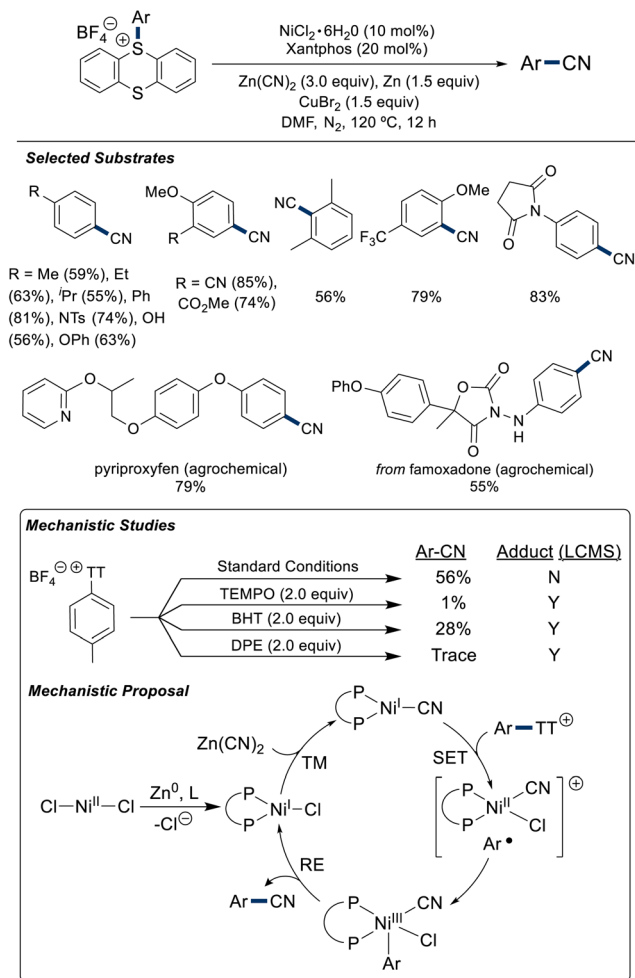 Ar
BF4⊖
S
+
S
NiCl2•6H20 (10 mol%)
Xantphos (20 mol%)
Zn(CN)2 (3.0 equiv), Zn (1.5 equiv)
CuBr2 (1.5 equiv)
DMF, N2, 120 ºC, 12 h
Ar—CN
Selected Substrates
R
CN
R = Me (59%), Et
(63%), iPr (55%), Ph
(81%), NTs (74%), OH
(56%), OPh (63%)
MeO
R
CN
R = CN (85%),
CO2Me (74%)
NC
56%
OMe
F3C
CN
79%
O
N
O
CN
83%
O
N
O
O
CN
pyriproxyfen (agrochemical)
79%
PhO
O
O
N
N
H
O
CN
from famoxadone (agrochemical)
55%
Mechanistic Studies
BF4⊖ ⊕TT
Ar-CN Adduct (LCMS)
Standard Conditions 56% N
TEMPO (2.0 equiv) 1% Y
BHT (2.0 equiv) 28% Y
DPE (2.0 equiv) Trace Y
Mechanistic Proposal
P
P
NiI—CN
Ar—TT⊕
SET
Zn(CN)2
TM
Cl—NiII—Cl
Zn0, L
-Cl⊖
P
P
NiI—Cl
P
P
NiII
CN
Cl
⊕
Ar•
RE
Ar—CN
P
P
NiIII
CN
Cl
Ar